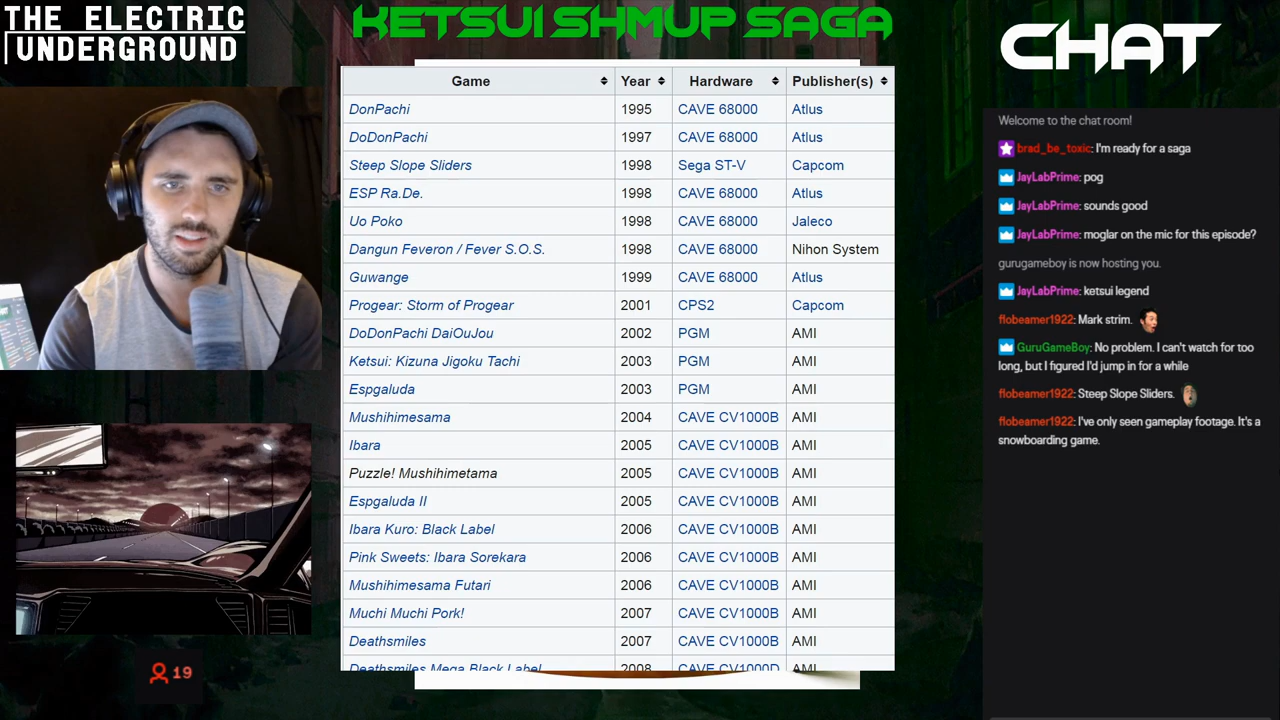 THE ELECTRIC
UNDERGROUND
KETSUI SHMUP SAGA
CHAT
Game Year Hardware Publisher(s)
DonPachi 1995 CAVE 68000 Atlus
DoDonPachi 1997 CAVE 68000 Atlus
Steep Slope Sliders 1998 Sega ST-V Capcom
ESP Ra.De. 1998 CAVE 68000 Atlus
Uo Poko 1998 CAVE 68000 Jaleco
Dangun Feveron / Fever S.O.S. 1998 CAVE 68000 Nihon System
Guwange 1999 CAVE 68000 Atlus
Progear: Storm of Progear 2001 CPS2 Capcom
DoDonPachi DaiOuJou 2002 PGM AMI
Ketsui: Kizuna Jigoku Tachi 2003 PGM AMI
Espgaluda 2003 PGM AMI
Mushihimesama 2004 CAVE CV1000B AMI
Ibara 2005 CAVE CV1000B AMI
Puzzle! Mushihimetama 2005 CAVE CV1000B AMI
Espgaluda II 2005 CAVE CV1000B AMI
Ibara Kuro: Black Label 2006 CAVE CV1000B AMI
Pink Sweets: Ibara Sorekara 2006 CAVE CV1000B AMI
Mushihimesama Futari 2006 CAVE CV1000B AMI
Muchi Muchi Pork! 2007 CAVE CV1000B AMI
Deathsmiles 2007 CAVE CV1000B AMI
Deathsmiles Mega Black Label 2008 CAVE CV1000D AMI
Welcome to the chat room!
brad_be_toxic: I'm ready for a saga
JayLabPrime: pog
JayLabPrime: sounds good
JayLabPrime: moglar on the mic for this episode?
gurugameboy is now hosting you.
JayLabPrime: ketsui legend
flobeamer1922: Mark strim.
GuruGameBoy: No problem. I can't watch for too
long, but I figured I'd jump in for a while
flobeamer1922: Steep Slope Sliders.
flobeamer1922: I've only seen gameplay footage. It's a
snowboarding game.
19